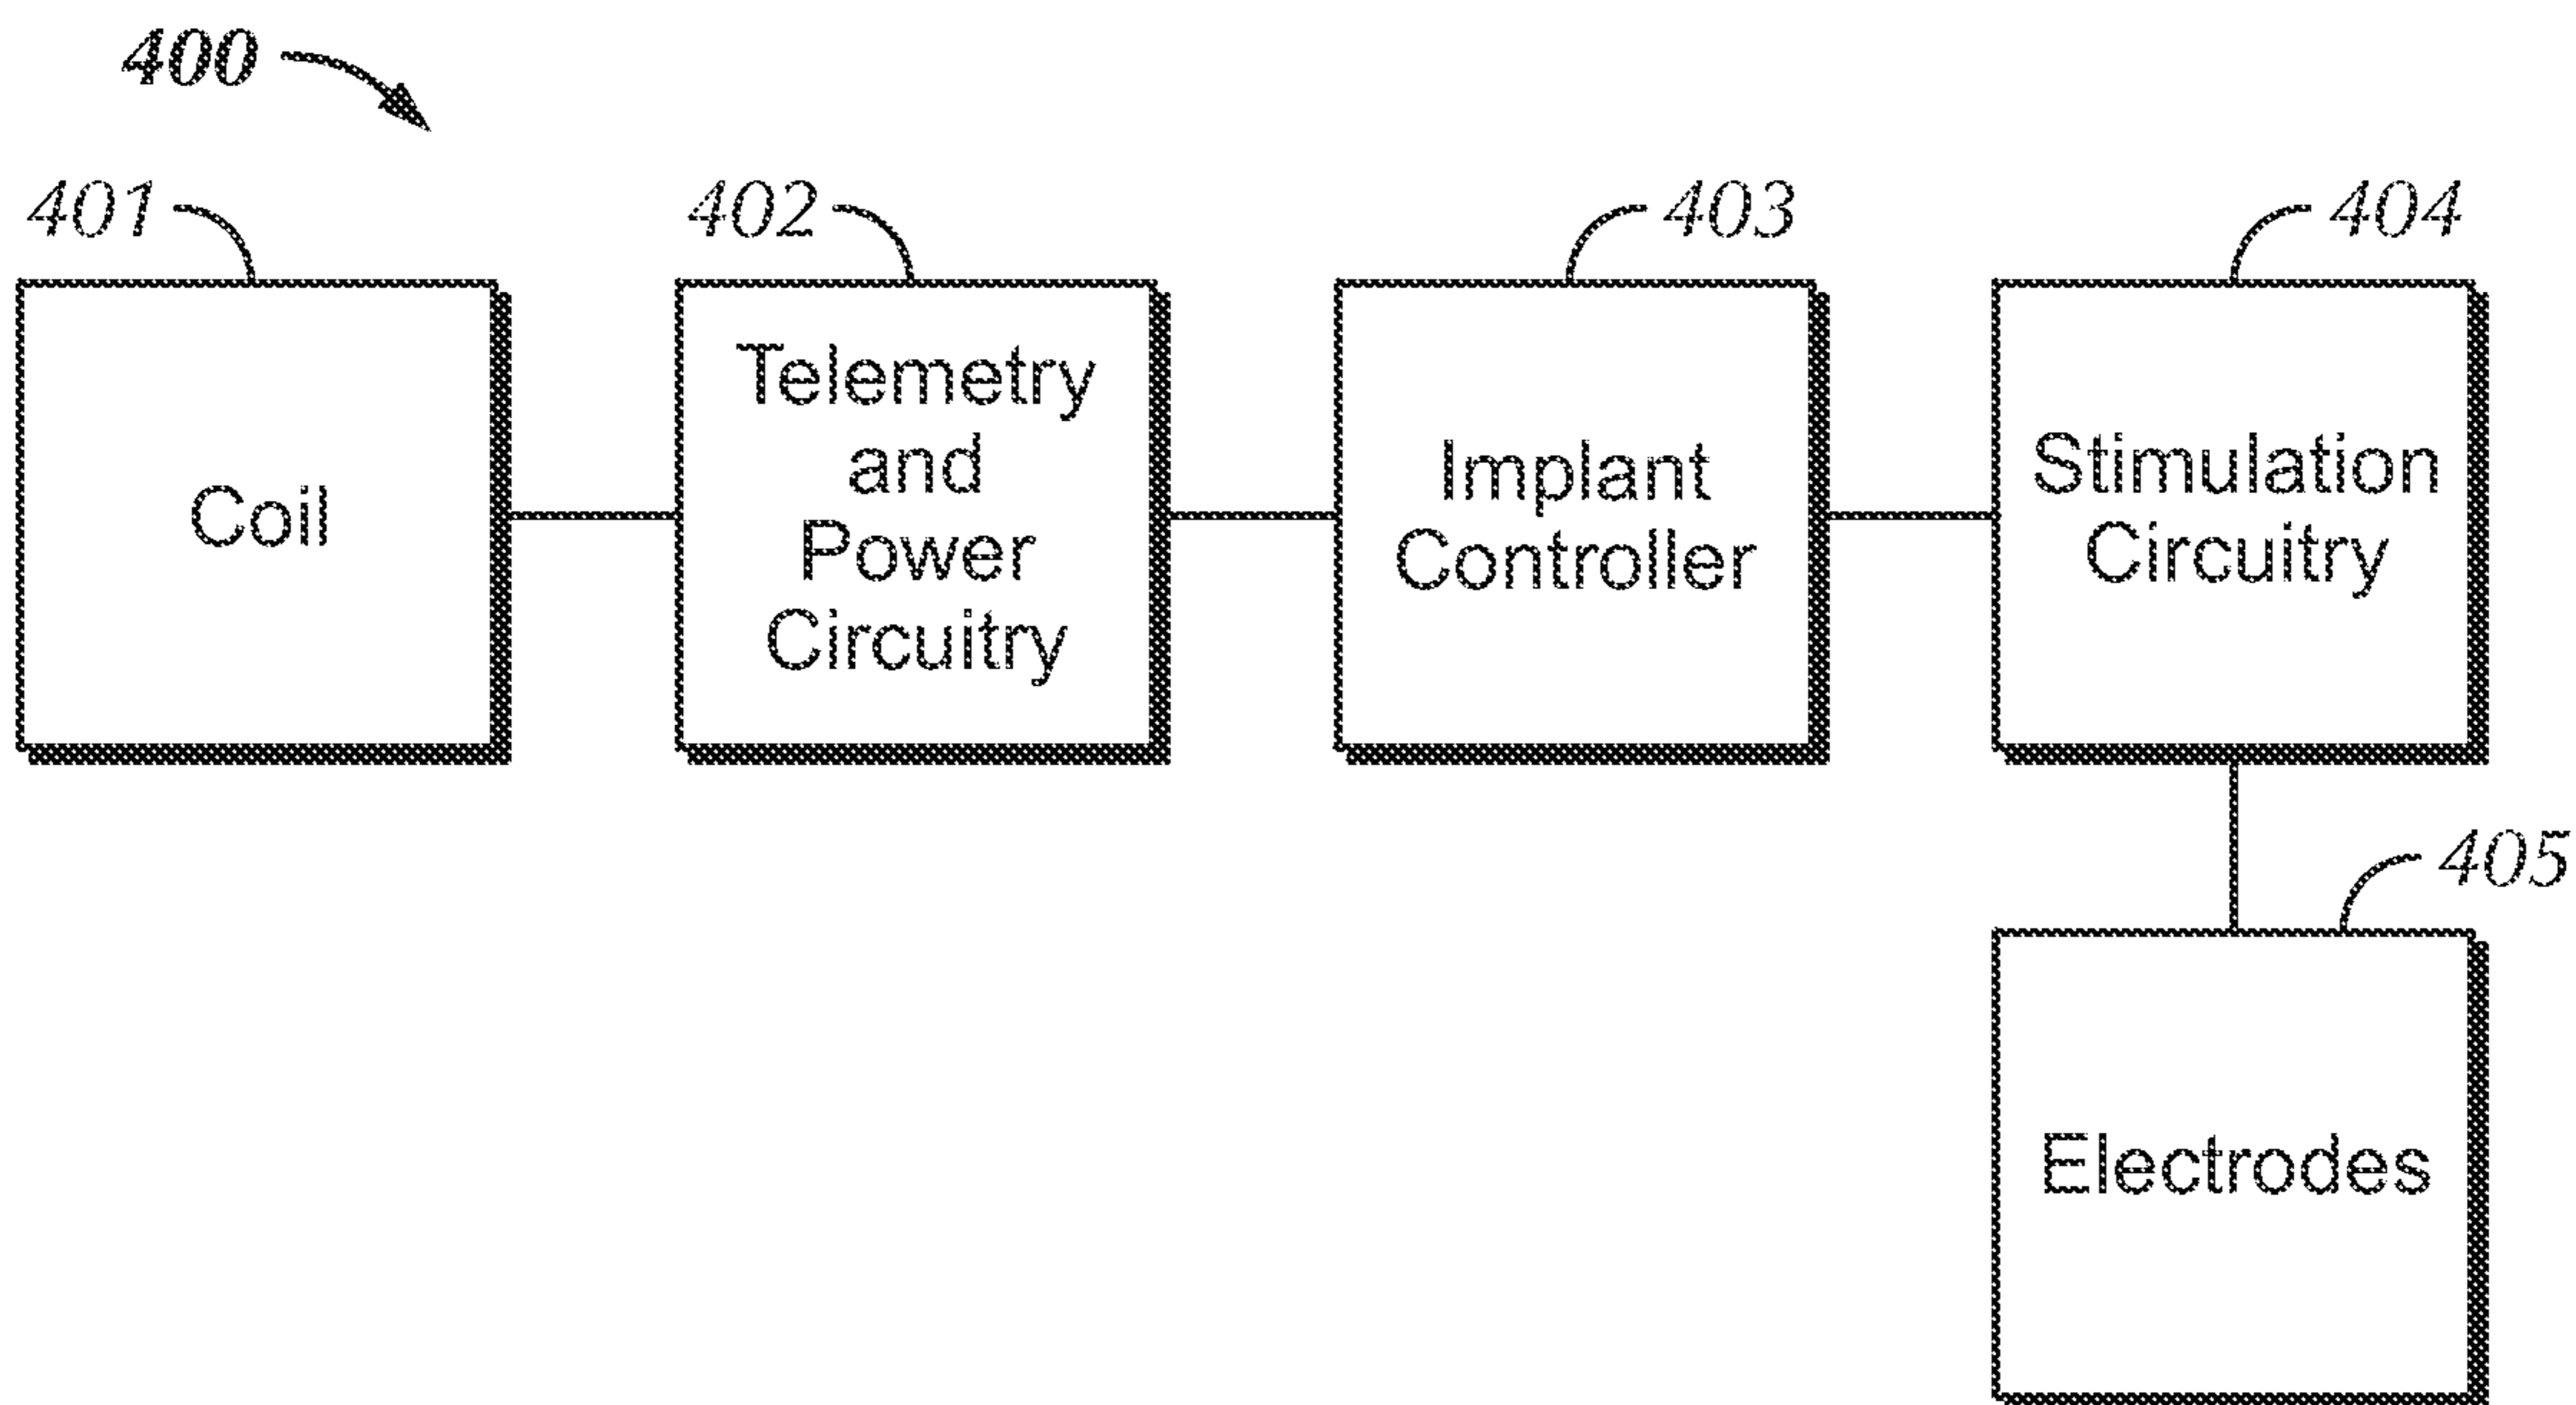 400
401
402
403
404
Coil
Telemetry
and
Power
Circuitry
Implant
Controller
Stimulation
Circuitry
405
Electrodes